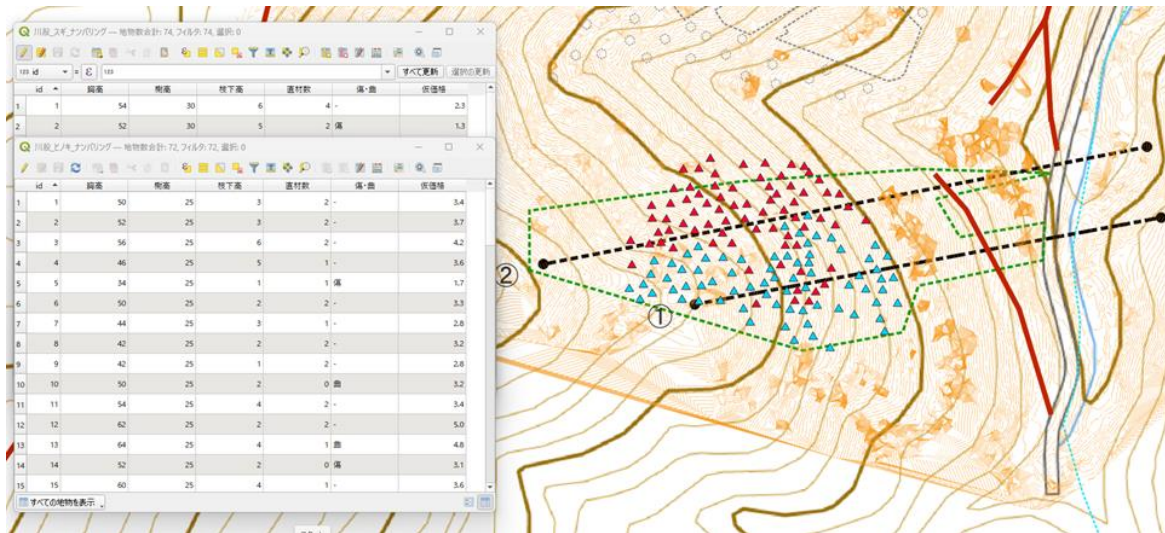 川股_スギ_ナンバリング — 地物数合計: 74, フィルタ: 74, 選択: 0
123 id = ε 123 すべて更新 選択の更新
id 胸高 樹高 枝下高 直材数 傷・曲 仮価格
1 1 54 30 6 4 - 2.3
2 2 52 30 5 2 傷 1.3
川股_ヒノキ_ナンバリング — 地物数合計: 72, フィルタ: 72, 選択: 0
id 胸高 樹高 枝下高 直材数 傷・曲 仮価格
1 1 50 25 3 2 - 3.4
2 2 52 25 3 2 - 3.7
3 3 56 25 6 2 - 4.2
4 4 46 25 5 1 - 3.6
5 5 34 25 1 1 傷 1.7
6 6 50 25 2 2 - 3.3
7 7 44 25 3 1 - 2.8
8 8 42 25 2 2 - 3.2
9 9 42 25 1 2 - 2.8
10 10 50 25 2 0 曲 3.2
11 11 54 25 4 2 - 3.4
12 12 62 25 2 2 - 5.0
13 13 64 25 4 1 曲 4.8
14 14 52 25 2 0 傷 3.1
15 15 60 25 4 1 - 3.6
すべての地物を表示
②
①